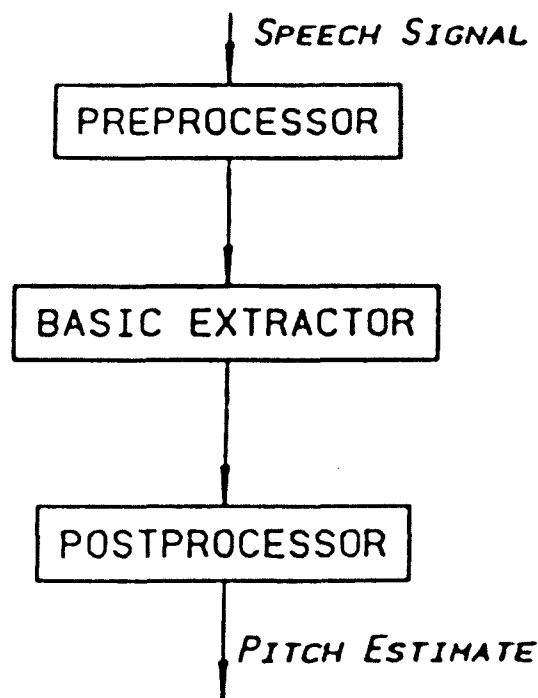 SPEECH SIGNAL
PREPROCESSOR
BASIC EXTRACTOR
POSTPROCESSOR
PITCH ESTIMATE